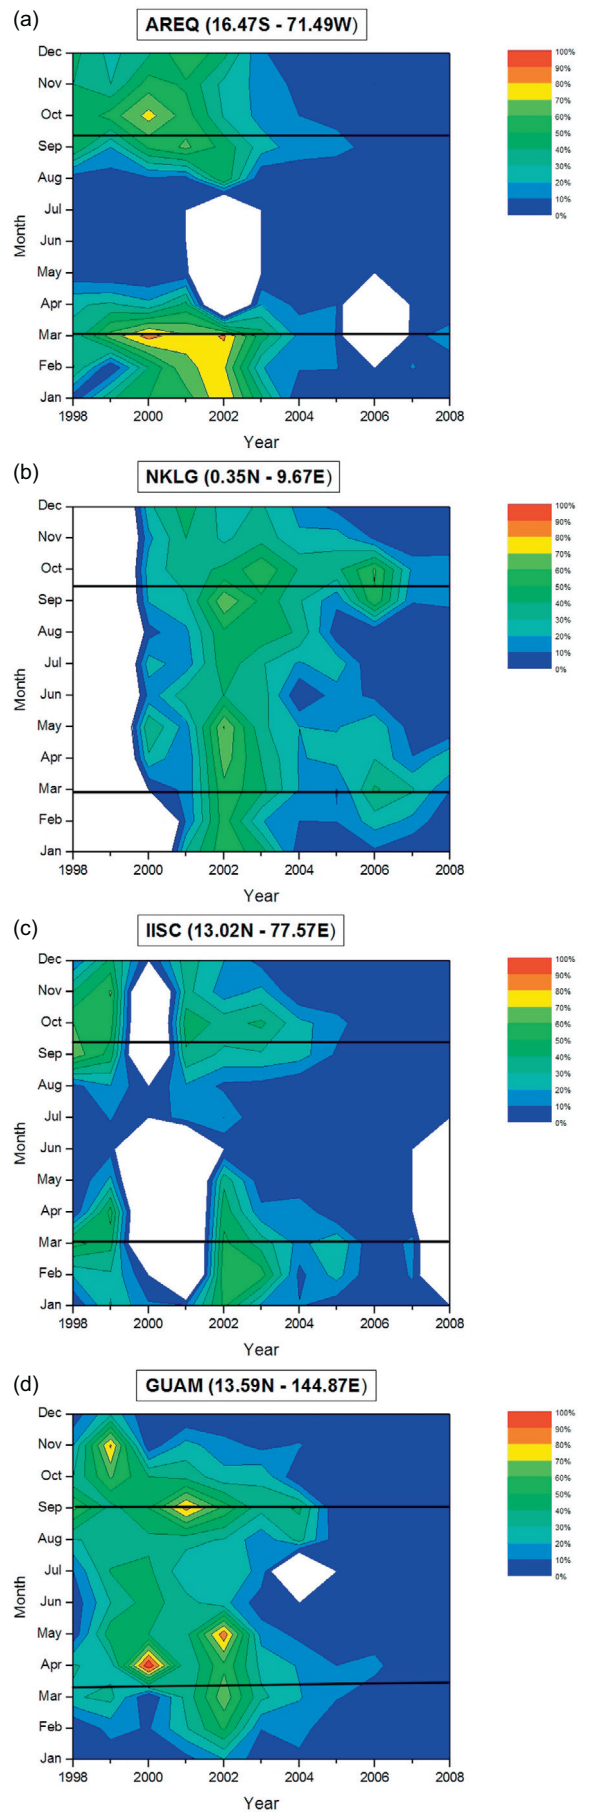 (a)
AREQ (16.47S - 71.49W)
Dec
Nov
Oct
Sep
Aug
Jul
Jun
May
Apr
Mar
Feb
Jan
Month
1998 2000 2002 2004 2006 2008
Year
100%
90%
80%
70%
60%
50%
40%
30%
20%
10%
0%
(b)
NKLG (0.35N - 9.67E)
Dec
Nov
Oct
Sep
Aug
Jul
Jun
May
Apr
Mar
Feb
Jan
Month
1998 2000 2002 2004 2006 2008
Year
100%
90%
80%
70%
60%
50%
40%
30%
20%
10%
0%
(c)
IISC (13.02N - 77.57E)
Dec
Nov
Oct
Sep
Aug
Jul
Jun
May
Apr
Mar
Feb
Jan
Month
1998 2000 2002 2004 2006 2008
Year
100%
90%
80%
70%
60%
50%
40%
30%
20%
10%
0%
(d)
GUAM (13.59N - 144.87E)
Dec
Nov
Oct
Sep
Aug
Jul
Jun
May
Apr
Mar
Feb
Jan
Month
1998 2000 2002 2004 2006 2008
Year
100%
90%
80%
70%
60%
50%
40%
30%
20%
10%
0%